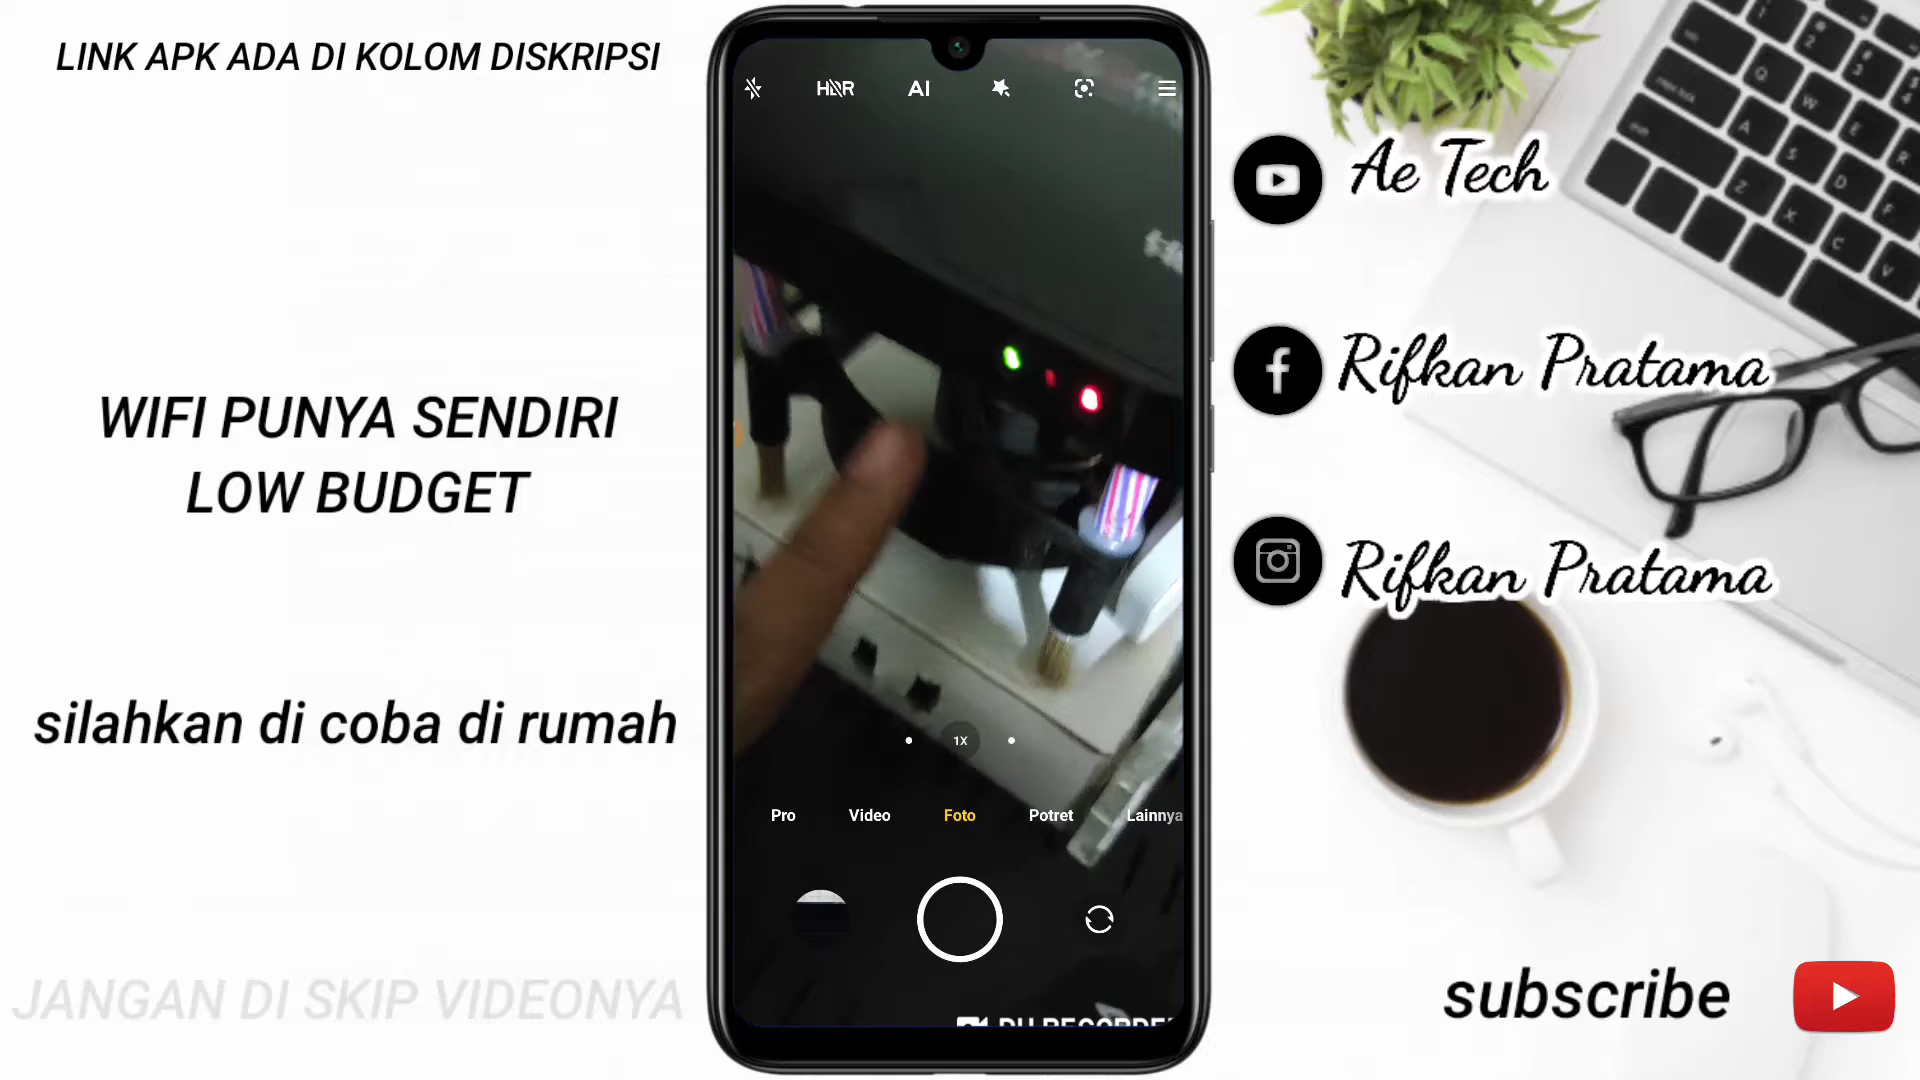 LINK APK ADA DI KOLOM DISKRIPSI
WIFI PUNYA SENDIRI
LOW BUDGET
silahkan di coba di rumah
JANGAN DI SKIP VIDEONYA
HDR
AI
1X
Pro
Video
Foto
Potret
Lainnya
Ae Tech
Rifkan Pratama
Rifkan Pratama
subscribe